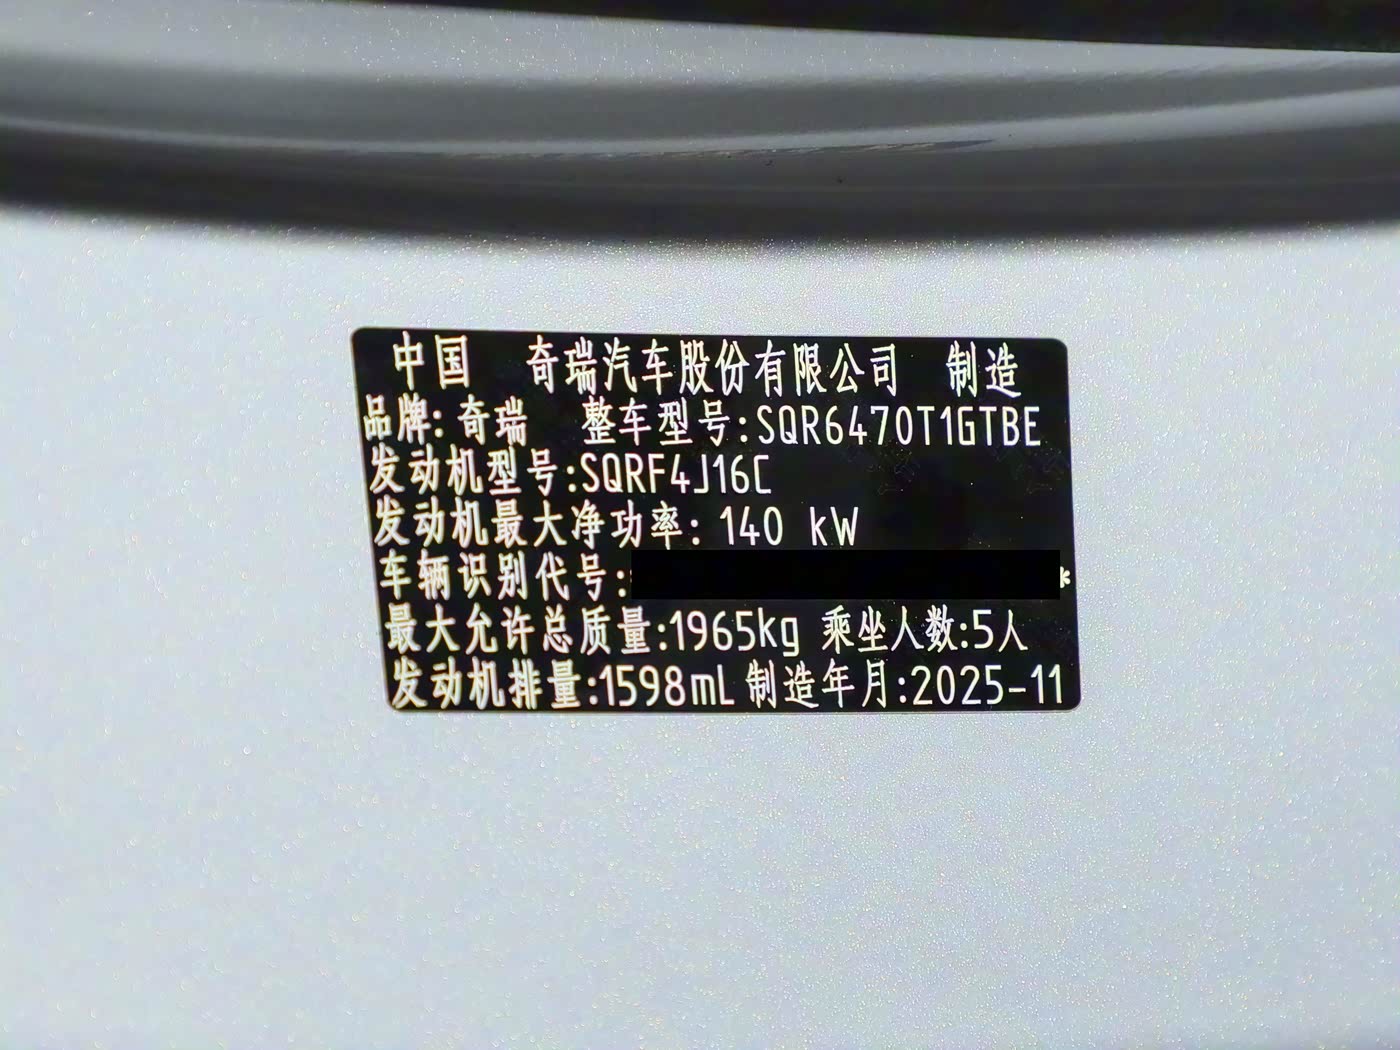 中国 奇瑞汽车股份有限公司 制造
品牌:奇瑞 整车型号:SQR6470T1GTBE
发动机型号:SQRF4J16C
发动机最大净功率: 140 kW
车辆识别代号: *
最大允许总质量:1965kg 乘坐人数:5人
发动机排量:1598mL 制造年月:2025-11